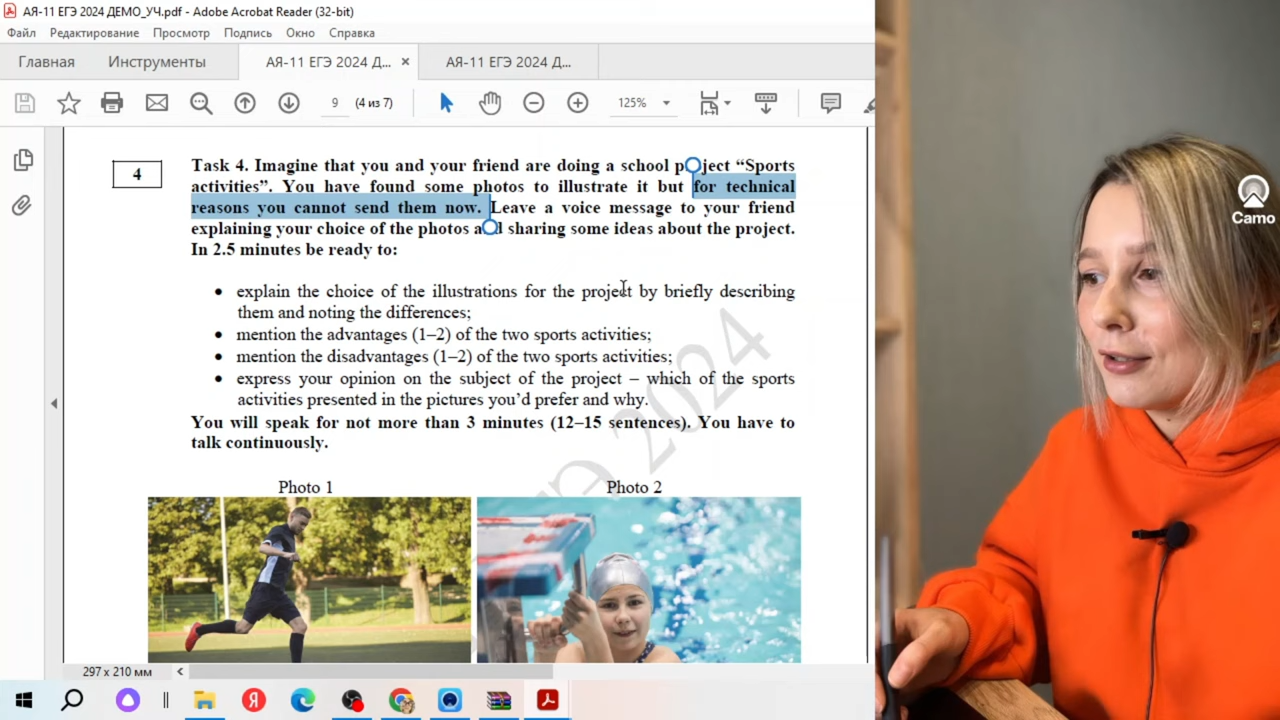 АЯ-11 ЕГЭ 2024 ДЕМО_УЧ.pdf - Adobe Acrobat Reader (32-bit)
Файл Редактирование Просмотр Подпись Окно Справка
Главная Инструменты АЯ-11 ЕГЭ 2024 Д... × АЯ-11 ЕГЭ 2024 Д...
9 (4 из 7) 125%
4
Task 4. Imagine that you and your friend are doing a school project “Sports
activities”. You have found some photos to illustrate it but for technical
reasons you cannot send them now. Leave a voice message to your friend
explaining your choice of the photos and sharing some ideas about the project.
In 2.5 minutes be ready to:
• explain the choice of the illustrations for the project by briefly describing
them and noting the differences;
• mention the advantages (1–2) of the two sports activities;
• mention the disadvantages (1–2) of the two sports activities;
• express your opinion on the subject of the project – which of the sports
activities presented in the pictures you’d prefer and why.
You will speak for not more than 3 minutes (12–15 sentences). You have to
talk continuously.
Photo 1 Photo 2
2024
297 x 210 мм
Я
Camo